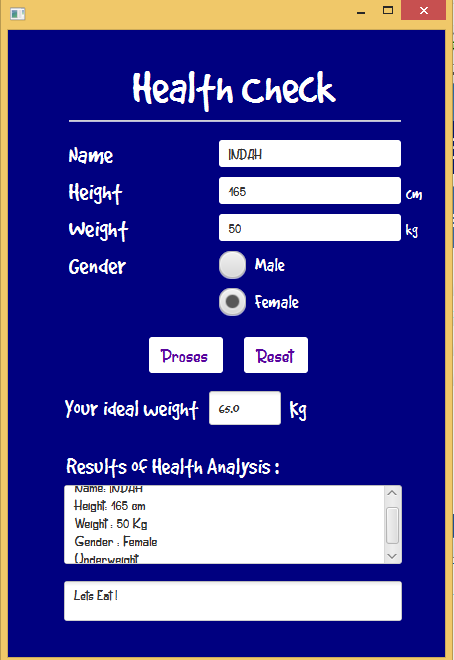 Health Check
Name INDAH
Height 165 cm
Weight 50 kg
Gender Male
Female
Proses Reset
Your ideal weight 65.0 Kg
Results of Health Analysis :
Name: INDAH
Height: 165 cm
Weight : 50 Kg
Gender : Female
Underweight
Lets Eat !